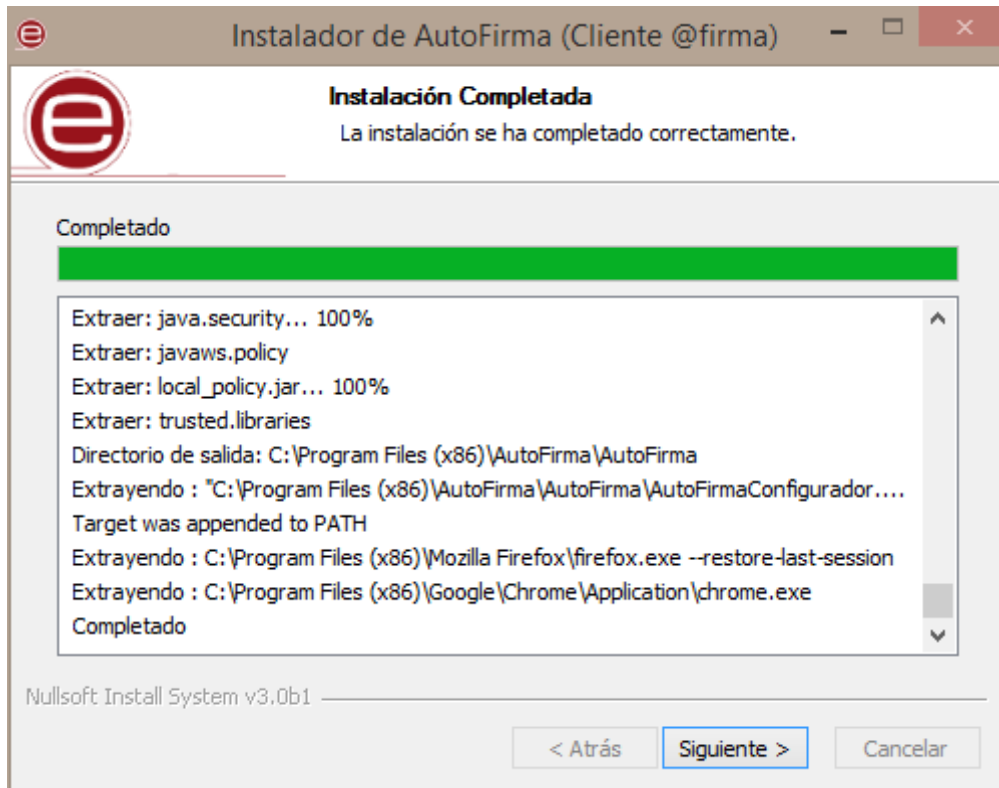 Instalador de AutoFirma (Cliente @firma)
Instalación Completada
La instalación se ha completado correctamente.
Completado
Extraer: java.security... 100%
Extraer: javaws.policy
Extraer: local_policy.jar... 100%
Extraer: trusted.libraries
Directorio de salida: C:\Program Files (x86)\AutoFirma\AutoFirma
Extrayendo : "C:\Program Files (x86)\AutoFirma\AutoFirma\AutoFirmaConfigurador....
Target was appended to PATH
Extrayendo : C:\Program Files (x86)\Mozilla Firefox\firefox.exe --restore-last-session
Extrayendo : C:\Program Files (x86)\Google\Chrome\Application\chrome.exe
Completado
Nullsoft Install System v3.0b1
< Atrás
Siguiente >
Cancelar